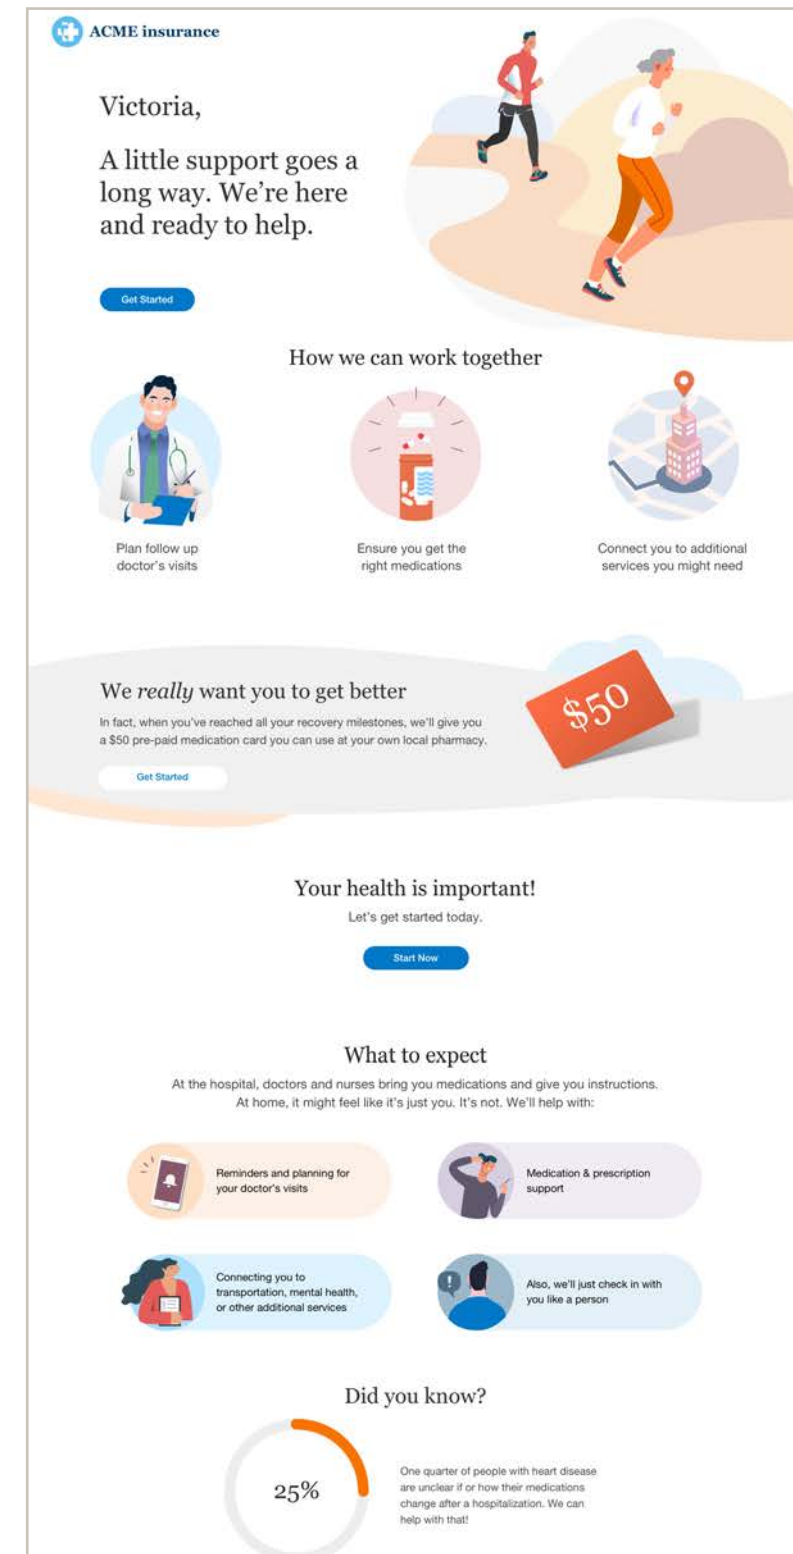 ACME insurance
Victoria,
A little support goes a
long way. We’re here
and ready to help.
Get Started
How we can work together
Plan follow up
doctor’s visits
Ensure you get the
right medications
Connect you to additional
services you might need
We really want you to get better
In fact, when you’ve reached all your recovery milestones, we’ll give you
a $50 pre-paid medication card you can use at your own local pharmacy.
$50
Get Started
Your health is important!
Let’s get started today.
Start Now
What to expect
At the hospital, doctors and nurses bring you medications and give you instructions.
At home, it might feel like it’s just you. It’s not. We’ll help with:
Reminders and planning for
your doctor’s visits
Medication & prescription
support
Connecting you to
transportation, mental health,
or other additional services
!
Also, we’ll just check in with
you like a person
Did you know?
25%
One quarter of people with heart disease
are unclear if or how their medications
change after a hospitalization. We can
help with that!